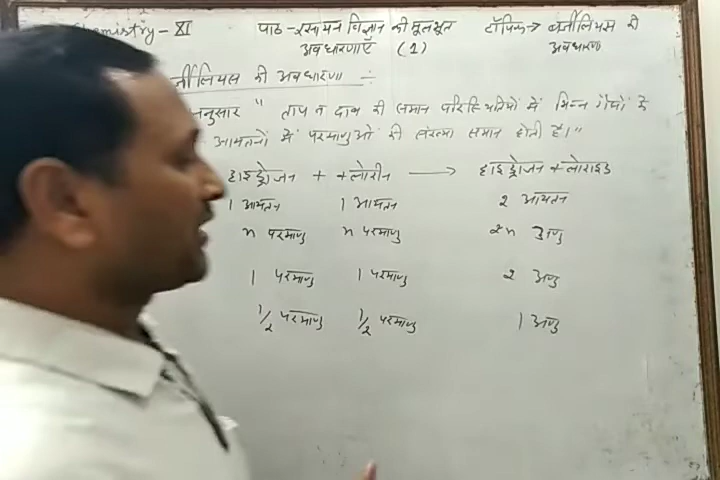 Chemistry - XI पाठ- रसायन विज्ञान की मूलभूत अवधारणाएँ (1) टॉपिक → बर्जीलियस की अवधारणा
र्जीलियस की अवधारणा :-
नुसार " ताप व दाब की समान परिस्थितियों में भिन्न गैसों के
आयतनों में परमाणुओं की संख्या समान होती है।"
हाइड्रोजन + क्लोरीन → हाइड्रोजन क्लोराइड
1 आयतन 1 आयतन 2 आयतन
n परमाणु n परमाणु 2n अणु
1 परमाणु 1 परमाणु 2 अणु
1/2 परमाणु 1/2 परमाणु 1 अणु